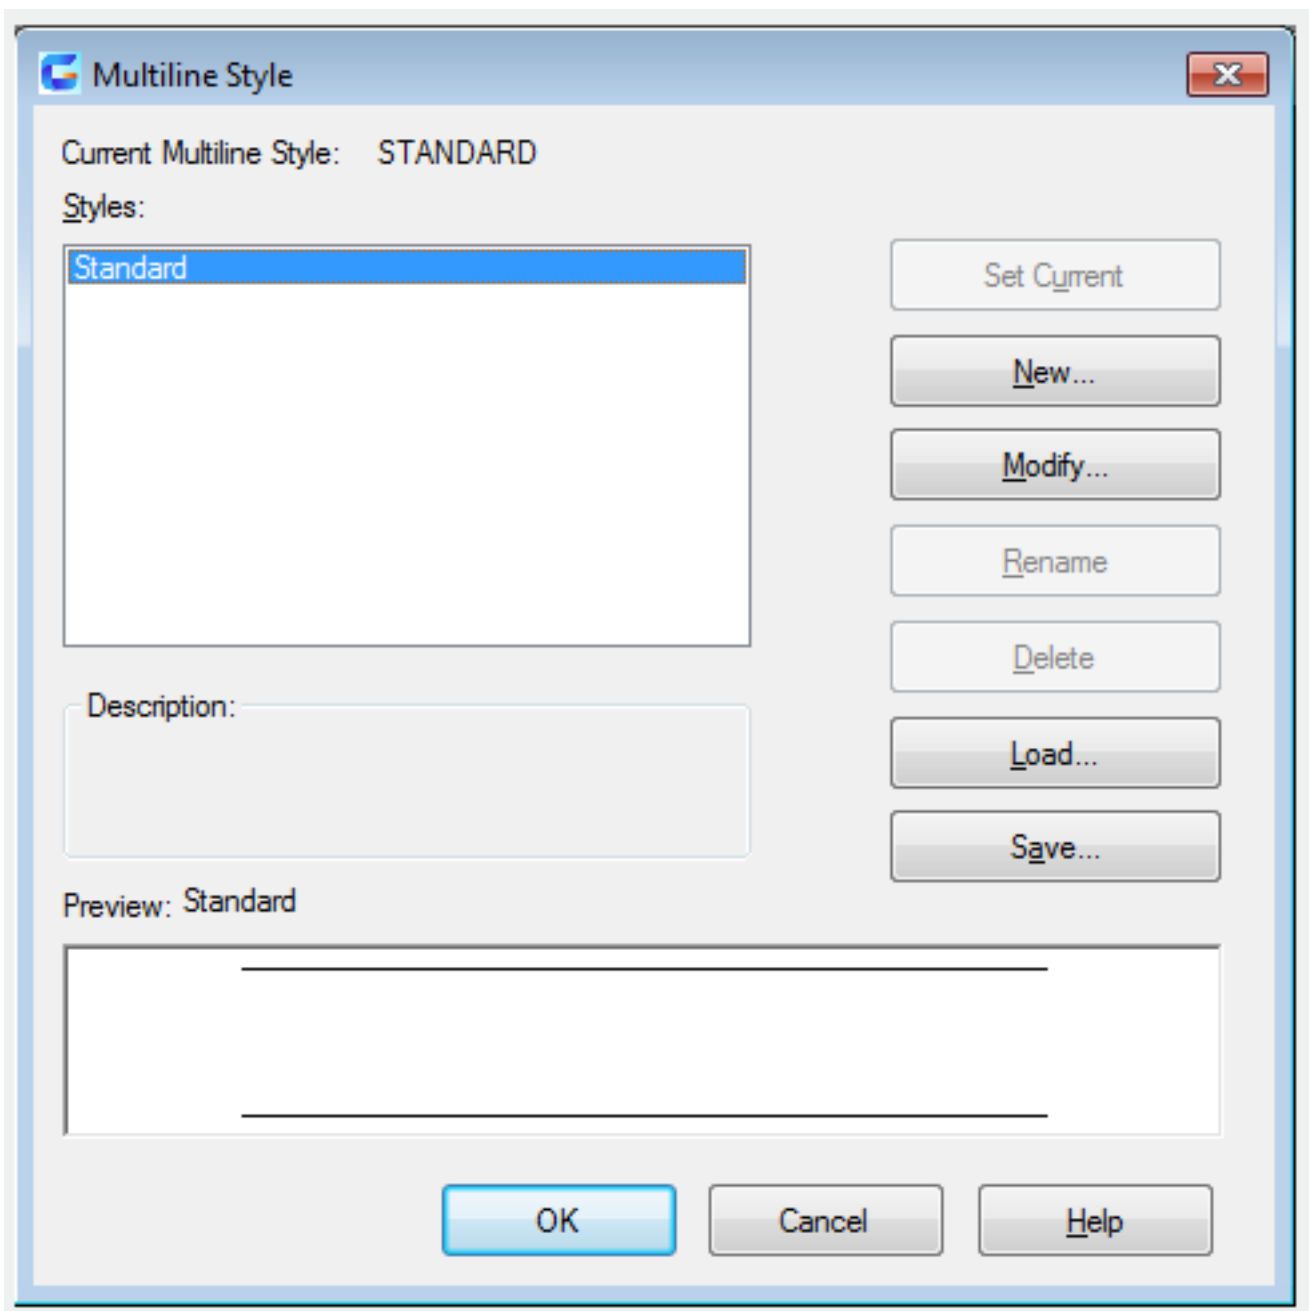 Multiline Style
Current Multiline Style: STANDARD
Styles:
Standard
Set Current
New...
Modify...
Rename
Delete
Load...
Save...
Description:
Preview: Standard
OK
Cancel
Help